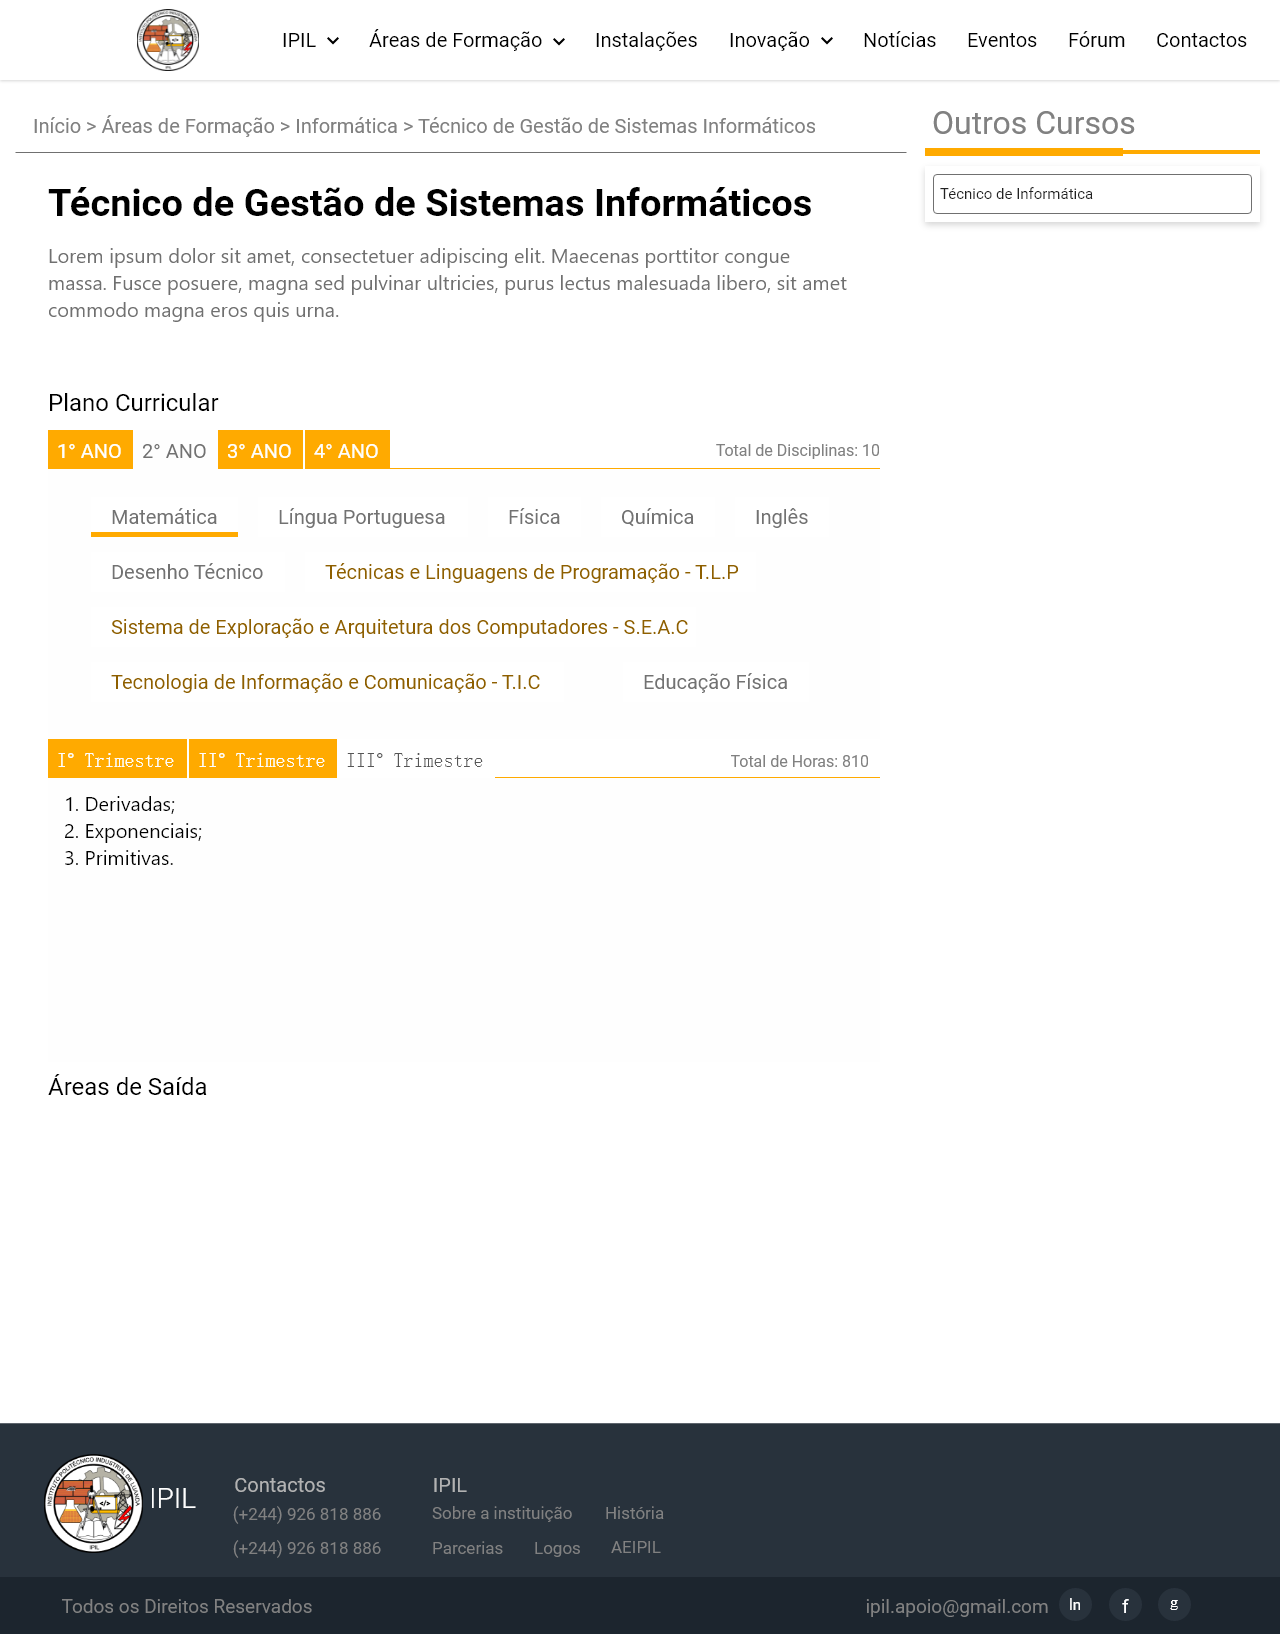 IPIL Áreas de Formação Instalações Inovação Notícias Eventos Fórum Contactos
Início > Áreas de Formação > Informática > Técnico de Gestão de Sistemas Informáticos
Outros Cursos
Técnico de Informática
Técnico de Gestão de Sistemas Informáticos
Lorem ipsum dolor sit amet, consectetuer adipiscing elit. Maecenas porttitor congue
massa. Fusce posuere, magna sed pulvinar ultricies, purus lectus malesuada libero, sit amet
commodo magna eros quis urna.
Plano Curricular
1° ANO 2° ANO 3° ANO 4° ANO Total de Disciplinas: 10
Matemática Língua Portuguesa Física Química Inglês
Desenho Técnico Técnicas e Linguagens de Programação - T.L.P
Sistema de Exploração e Arquitetura dos Computadores - S.E.A.C
Tecnologia de Informação e Comunicação - T.I.C Educação Física
I° Trimestre II° Trimestre III° Trimestre Total de Horas: 810
1. Derivadas;
2. Exponenciais;
3. Primitivas.
Áreas de Saída
INSTITUTO POLITÉCNICO INDUSTRIAL DE LUANDA
IPIL
IPIL
Contactos IPIL
(+244) 926 818 886 Sobre a instituição História
(+244) 926 818 886 Parcerias Logos AEIPIL
Todos os Direitos Reservados ipil.apoio@gmail.com In f g